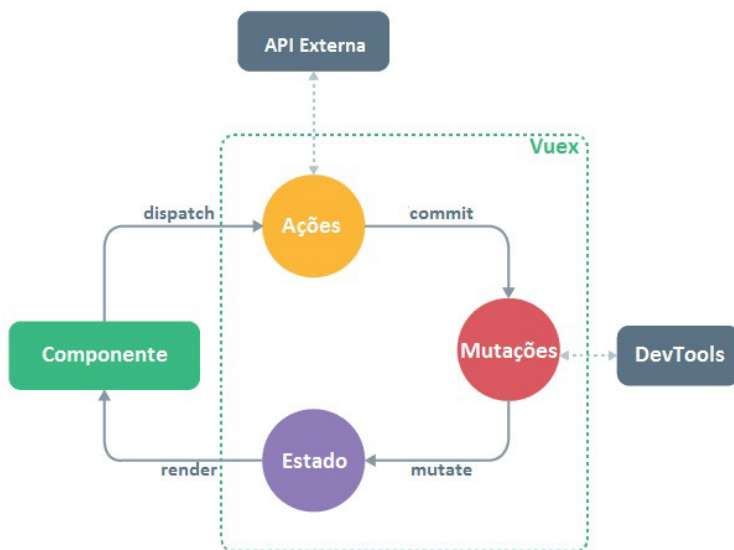 API Externa
Vuex
dispatch
Ações
commit
Componente
Mutações
DevTools
render
Estado
mutate